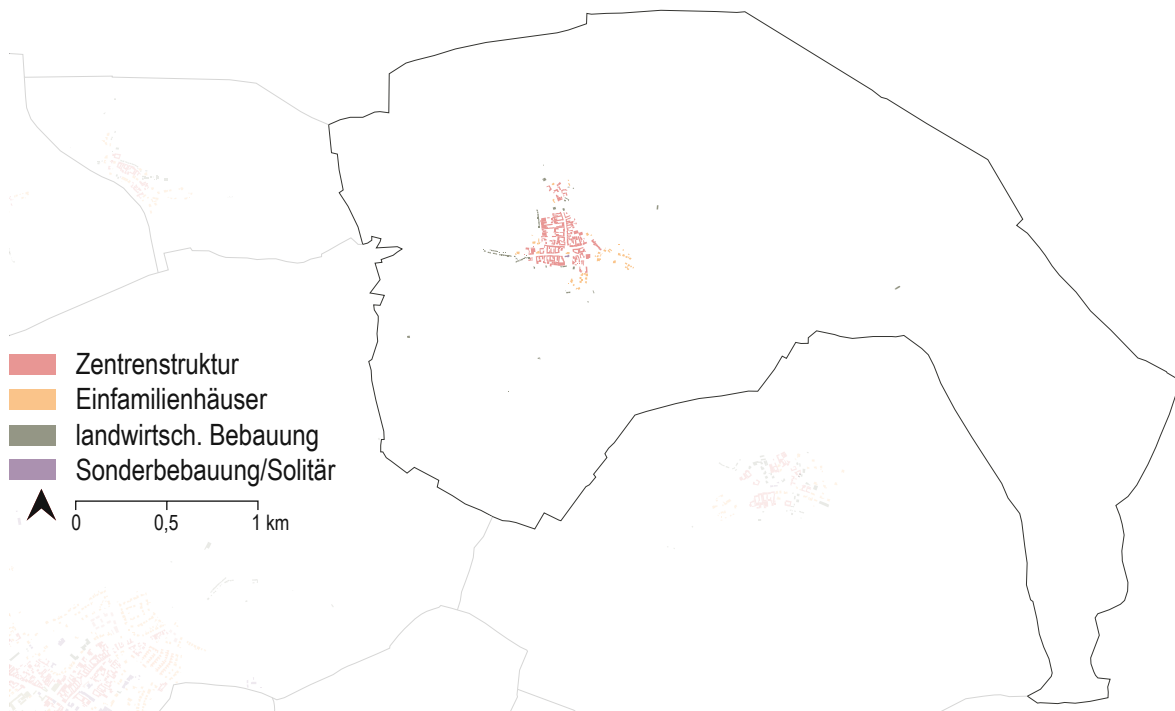 Zentrenstruktur
Einfamilienhäuser
landwirtsch. Bebauung
Sonderbebauung/Solitär
0 0,5 1 km